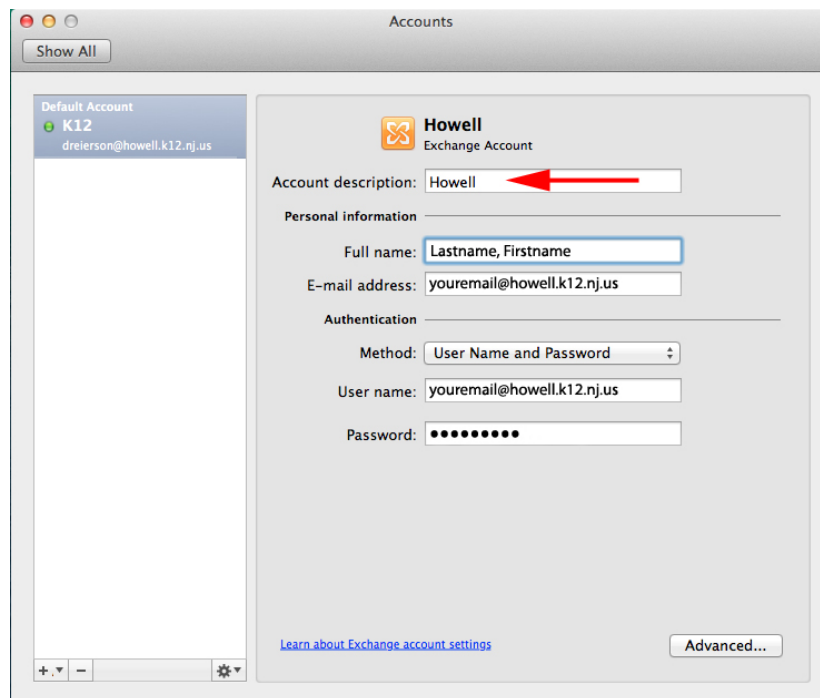 Accounts
Show All
Default Account
K12
dreierson@howell.k12.nj.us
Howell
Exchange Account
Account description: Howell
Personal information
Full name: Lastname, Firstname
E-mail address: youremail@howell.k12.nj.us
Authentication
Method: User Name and Password
User name: youremail@howell.k12.nj.us
Password: •••••••••
Learn about Exchange account settings
Advanced...